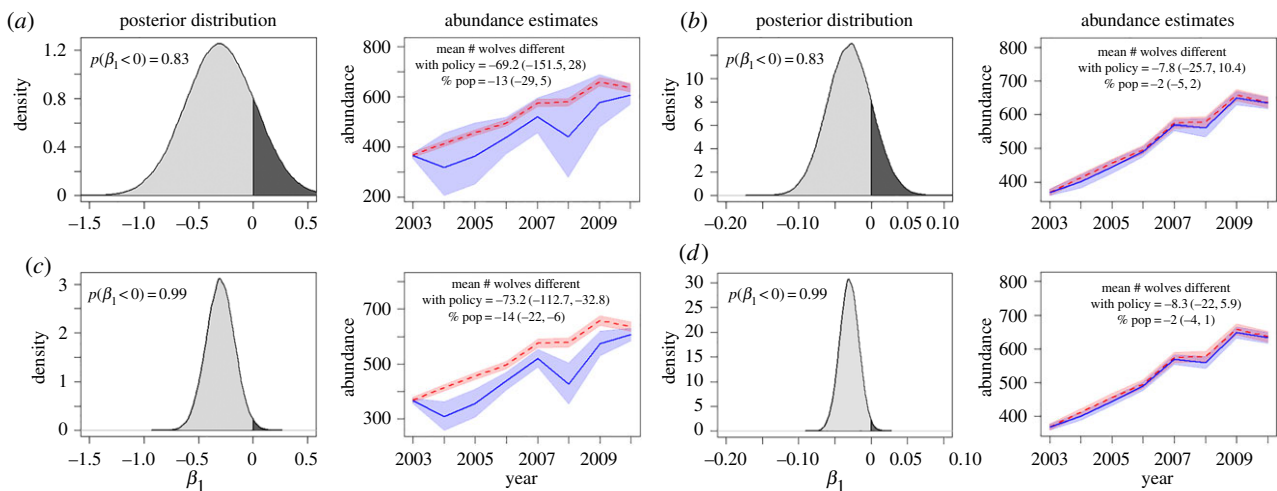 (a)
posterior distribution
abundance estimates
density
1.2
0.8
0.4
0
p(β1 < 0) = 0.83
−1.5
−1.0
−0.5
0
0.5
abundance
800
600
400
200
mean # wolves different
with policy = −69.2 (−151.5, 28)
% pop = −13 (−29, 5)
2003
2005
2007
2009
(b)
posterior distribution
abundance estimates
density
12
10
8
6
4
2
0
p(β1 < 0) = 0.83
−0.20
−0.10
0
0.05
0.10
abundance
800
700
600
500
400
mean # wolves different
with policy = −7.8 (−25.7, 10.4)
% pop = −2 (−5, 2)
2003
2005
2007
2009
(c)
density
3
2
1
0
p(β1 < 0) = 0.99
−1.5
−1.0
−0.5
0
0.5
β1
abundance
700
500
300
mean # wolves different
with policy = −73.2 (−112.7, −32.8)
% pop = −14 (−22, −6)
2003
2005
2007
2009
year
(d)
density
30
25
20
15
10
5
0
p(β1 < 0) = 0.99
−0.20
−0.10
0
0.05
0.10
β1
abundance
800
700
600
500
400
mean # wolves different
with policy = −8.3 (−22, 5.9)
% pop = −2 (−4, 1)
2003
2005
2007
2009
year